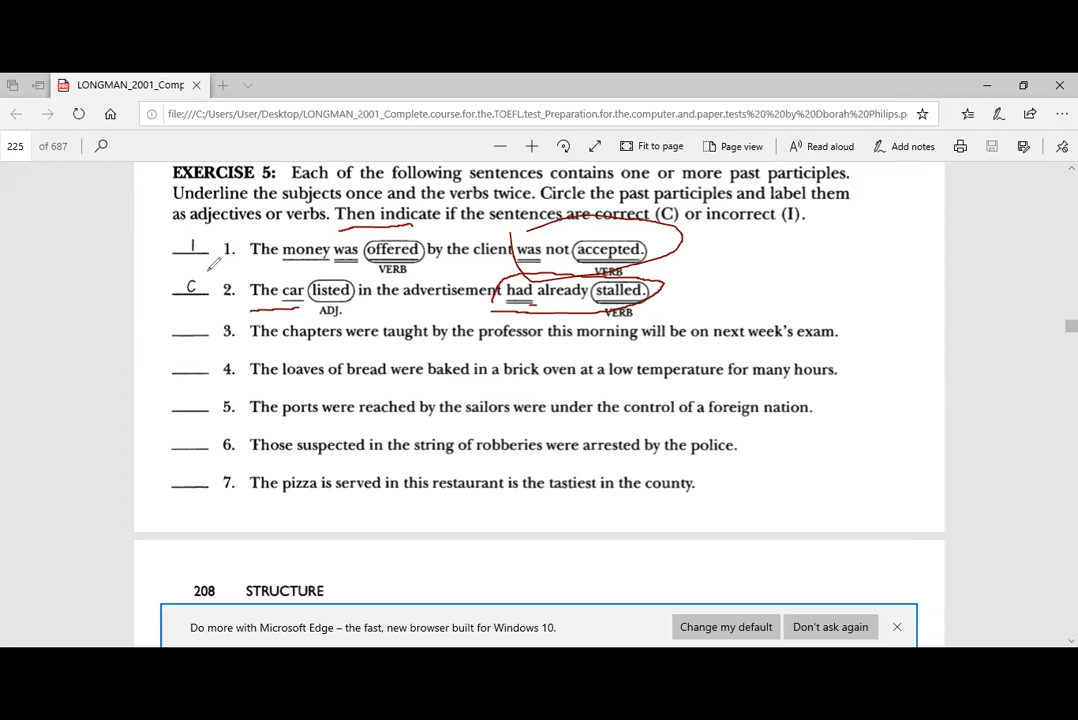 LONGMAN_2001_Comp
file:///C:/Users/User/Desktop/LONGMAN_2001_Complete.course.for.the.TOEFL.test_Preparation.for.the.computer.and.paper.tests%20%20by%20Dborah%20Philips.p
225 of 687 Fit to page Page view Read aloud Add notes
EXERCISE 5: Each of the following sentences contains one or more past participles.
Underline the subjects once and the verbs twice. Circle the past participles and label them
as adjectives or verbs. Then indicate if the sentences are correct (C) or incorrect (I).
I 1. The money was offered by the client was not accepted.
VERB VERB
C 2. The car listed in the advertisement had already stalled.
ADJ. VERB
3. The chapters were taught by the professor this morning will be on next week's exam.
4. The loaves of bread were baked in a brick oven at a low temperature for many hours.
5. The ports were reached by the sailors were under the control of a foreign nation.
6. Those suspected in the string of robberies were arrested by the police.
7. The pizza is served in this restaurant is the tastiest in the county.
208 STRUCTURE
Do more with Microsoft Edge – the fast, new browser built for Windows 10. Change my default Don't ask again